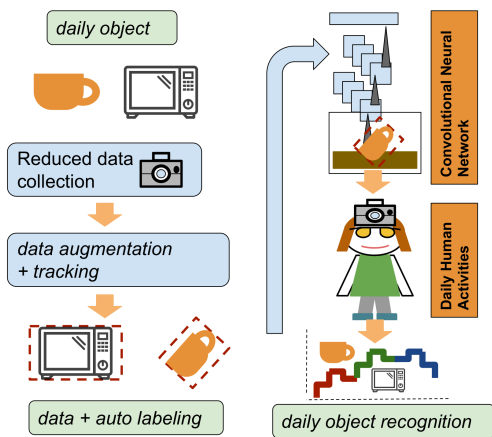 daily object
Reduced data
collection
data augmentation
+ tracking
data + auto labeling
Convolutional Neural
Network
Daily Human
Activities
daily object recognition